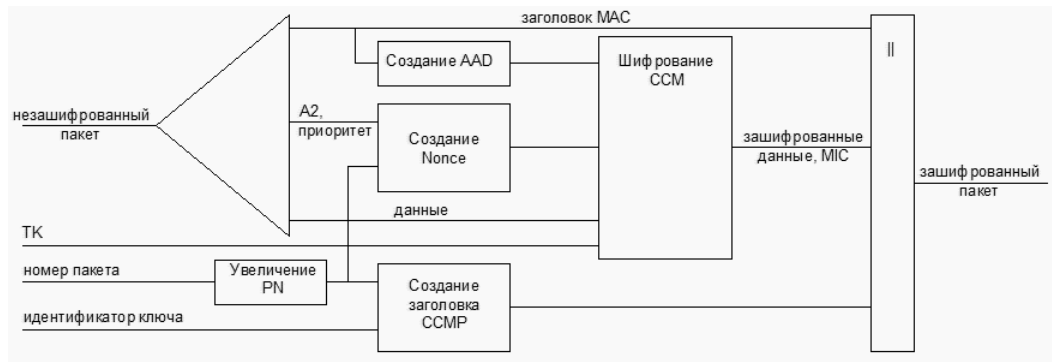 заголовок MAC
||
Создание AAD
Шифрование
CCM
незашифрованный
пакет
A2,
приоритет
Создание
Nonce
зашифрованные
данные, MIC
зашифрованный
пакет
данные
TK
номер пакета
Увеличение
PN
Создание
заголовка
CCMP
идентификатор ключа